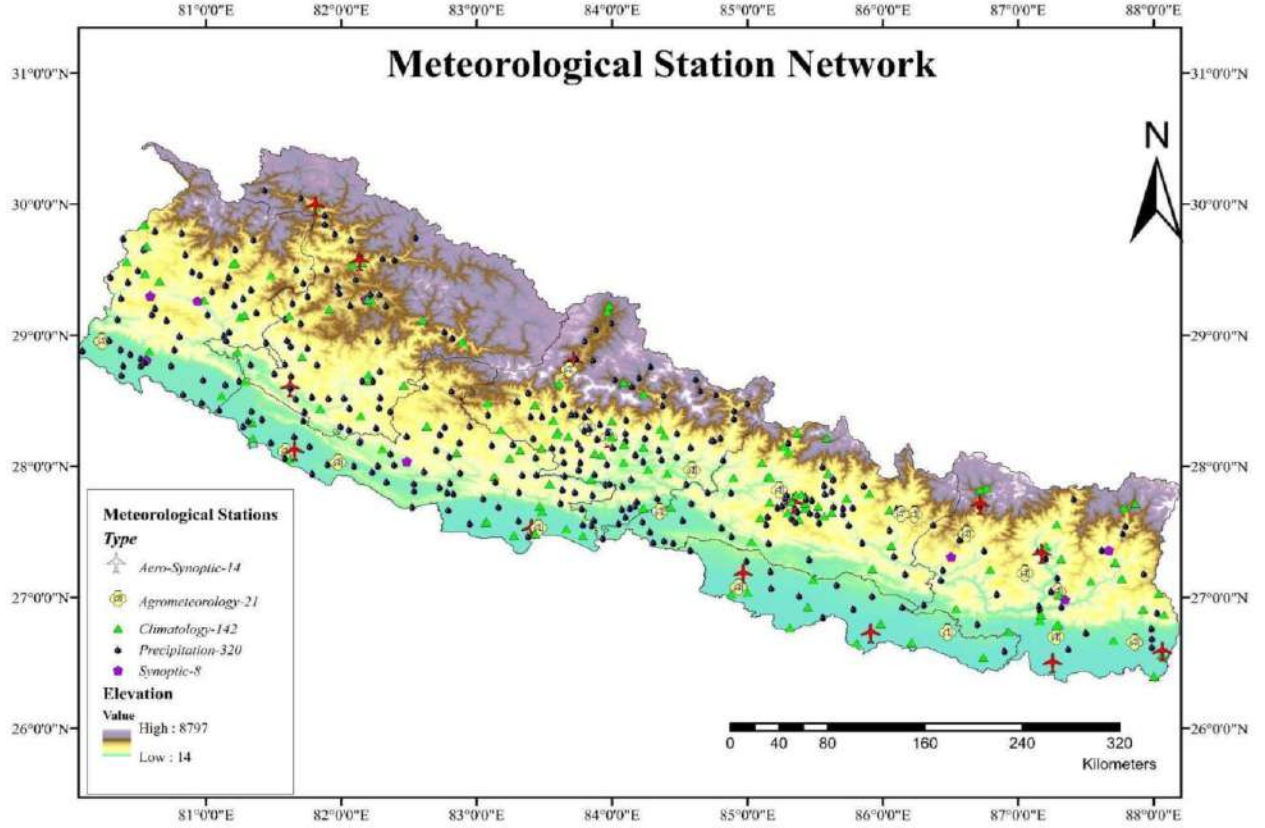 81°0'0"E 82°0'0"E 83°0'0"E 84°0'0"E 85°0'0"E 86°0'0"E 87°0'0"E 88°0'0"E
Meteorological Station Network
31°0'0"N 31°0'0"N
N
30°0'0"N 30°0'0"N
29°0'0"N 29°0'0"N
28°0'0"N 28°0'0"N
27°0'0"N 27°0'0"N
26°0'0"N 26°0'0"N
Meteorological Stations
Type
Aero-Synoptic-14
Agrometeorology-21
Climatology-142
Precipitation-320
Synoptic-8
Elevation
Value
High : 8797
Low : 14
0 40 80 160 240 320
Kilometers
81°0'0"E 82°0'0"E 83°0'0"E 84°0'0"E 85°0'0"E 86°0'0"E 87°0'0"E 88°0'0"E